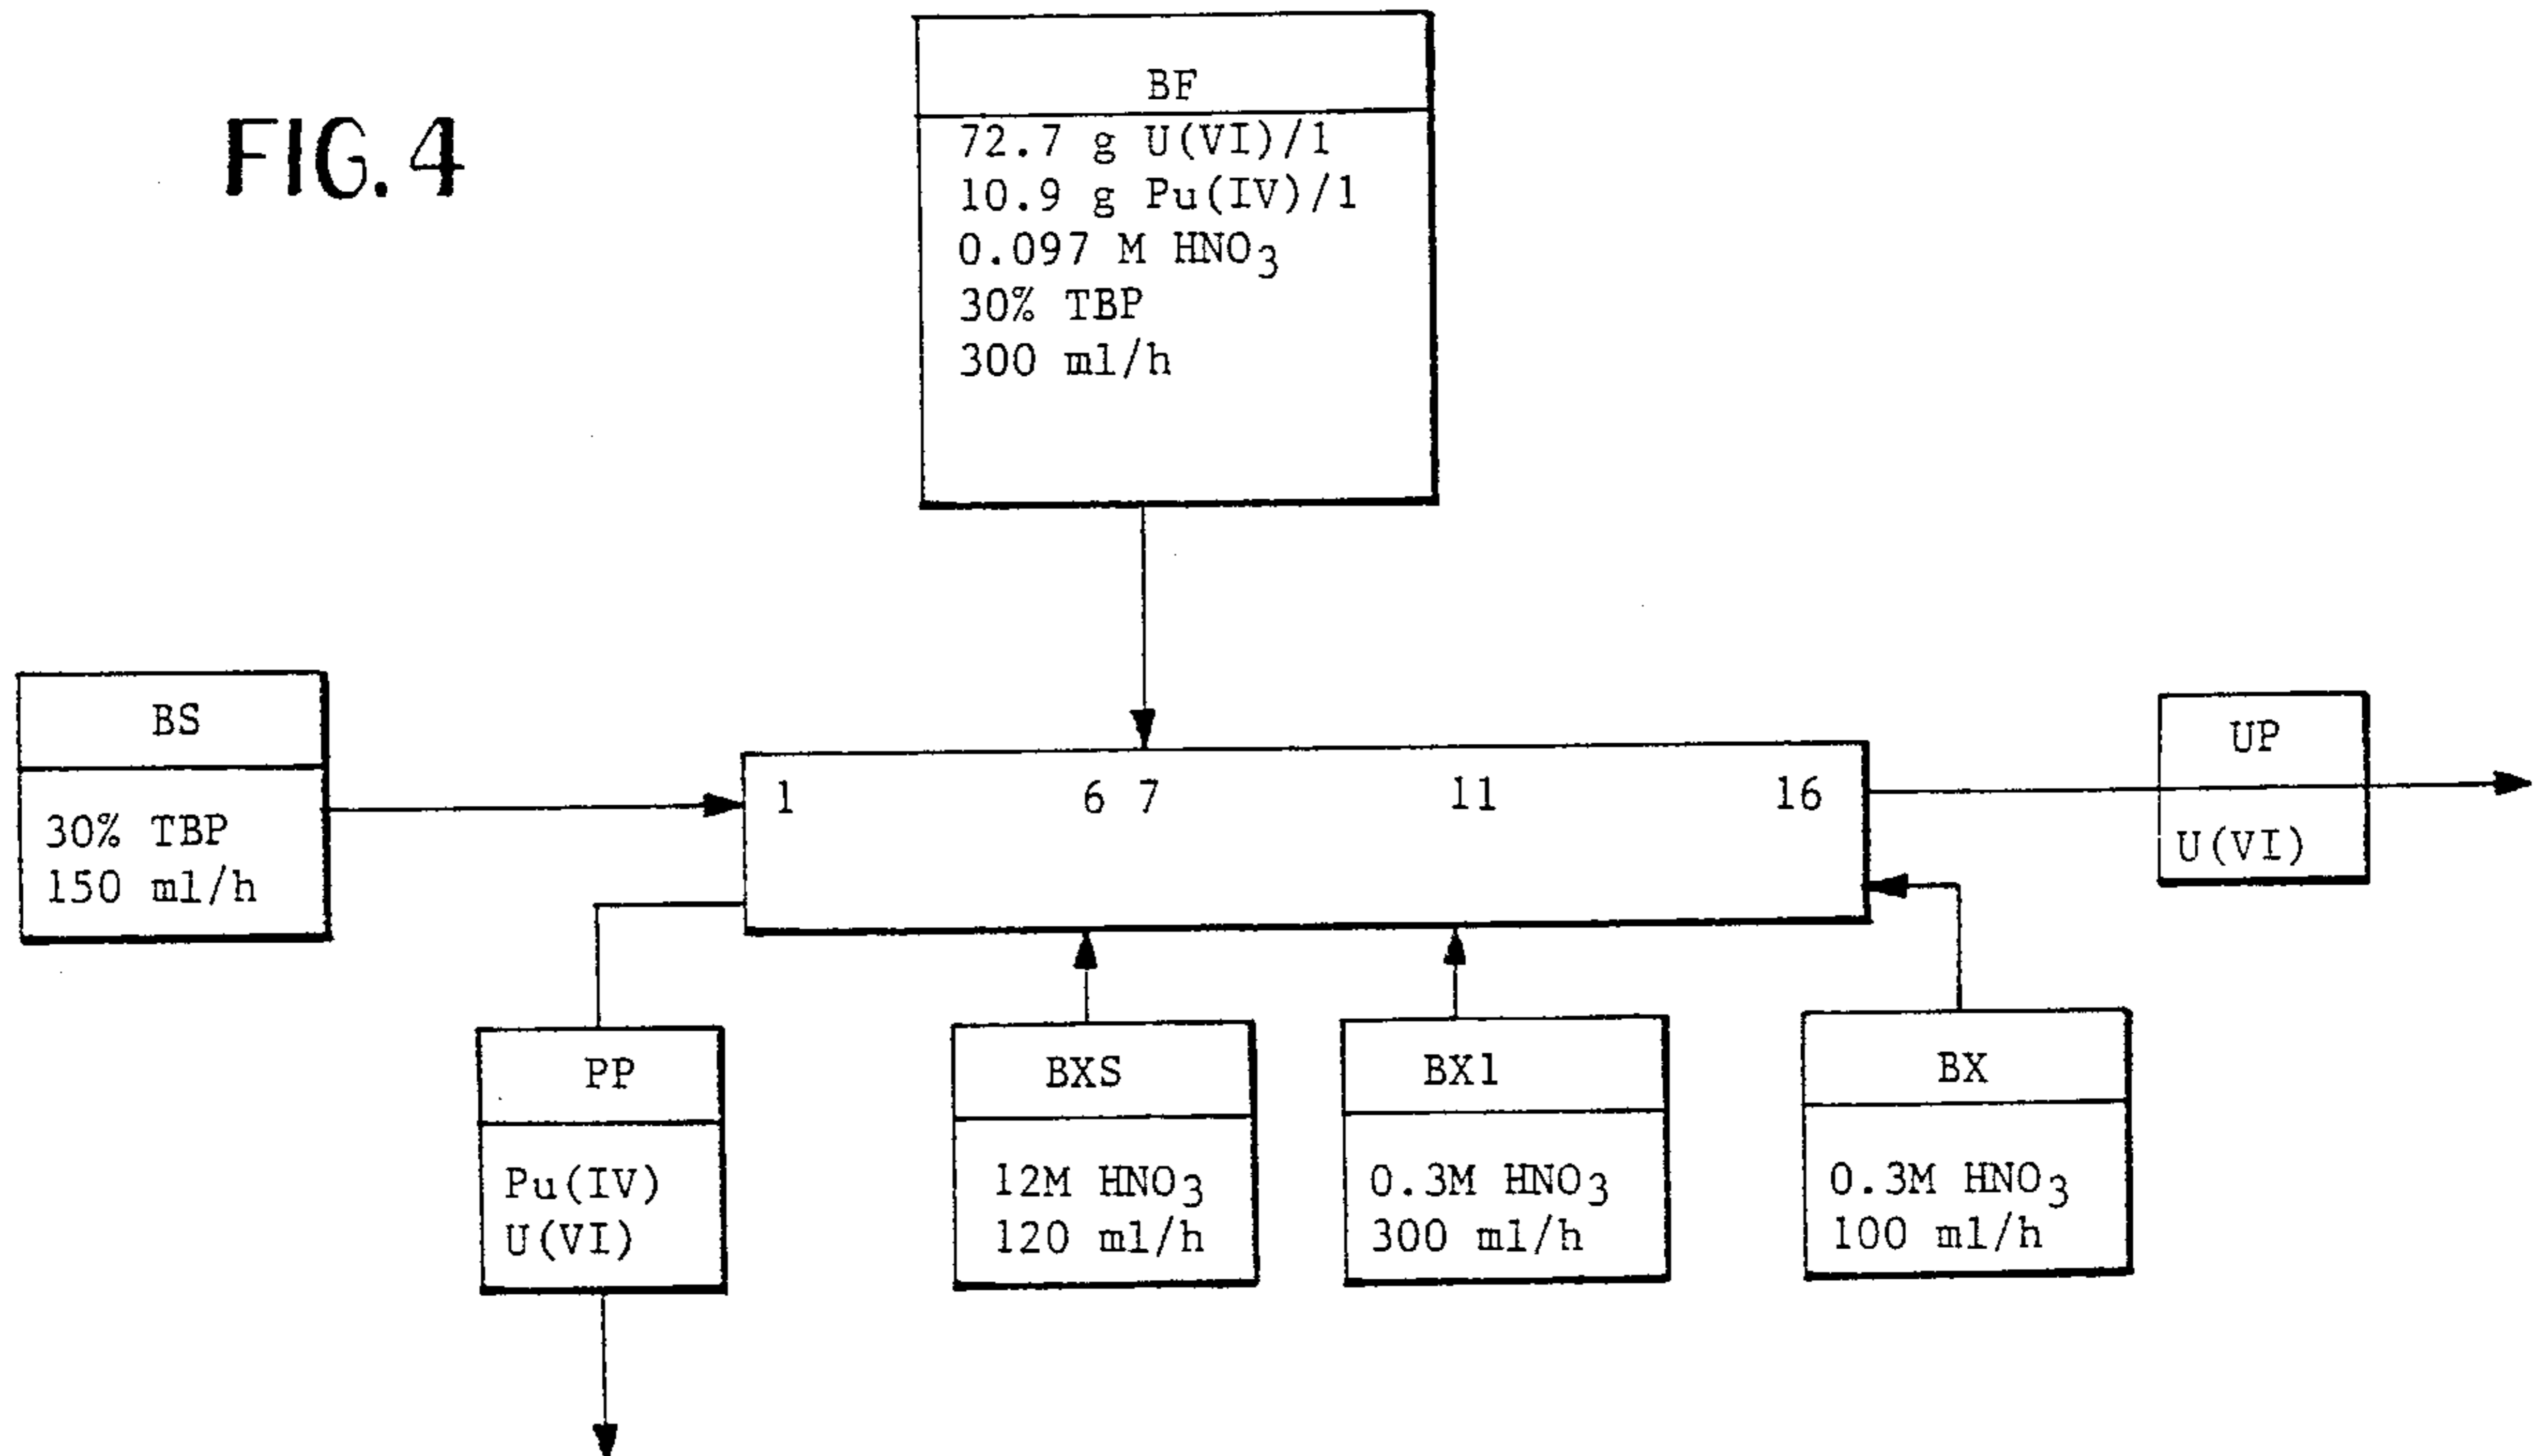 FIG. 4
BF
72.7 g U(VI)/l
10.9 g Pu(IV)/l
0.097 M HNO3
30% TBP
300 ml/h
BS
30% TBP
150 ml/h
1 6 7 11 16
UP
U(VI)
PP
Pu(IV)
U(VI)
BXS
12M HNO3
120 ml/h
BX1
0.3M HNO3
300 ml/h
BX
0.3M HNO3
100 ml/h